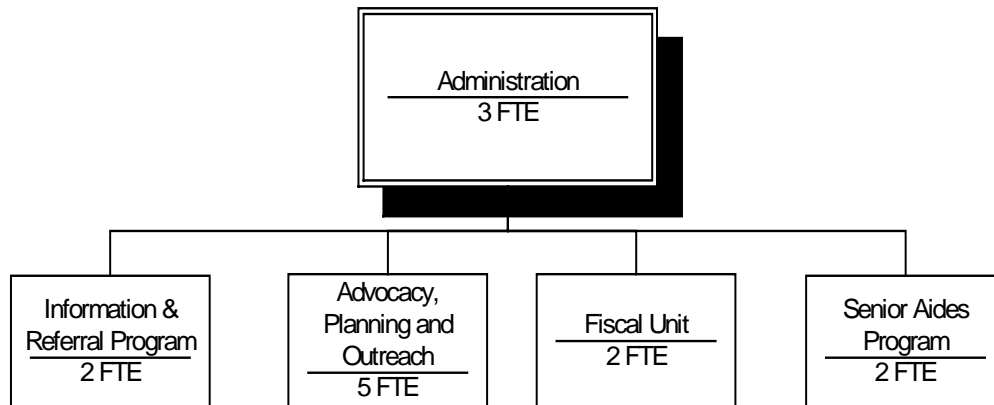 Administration
3 FTE
Information &
Referral Program
2 FTE
Advocacy,
Planning and
Outreach
5 FTE
Fiscal Unit
2 FTE
Senior Aides
Program
2 FTE